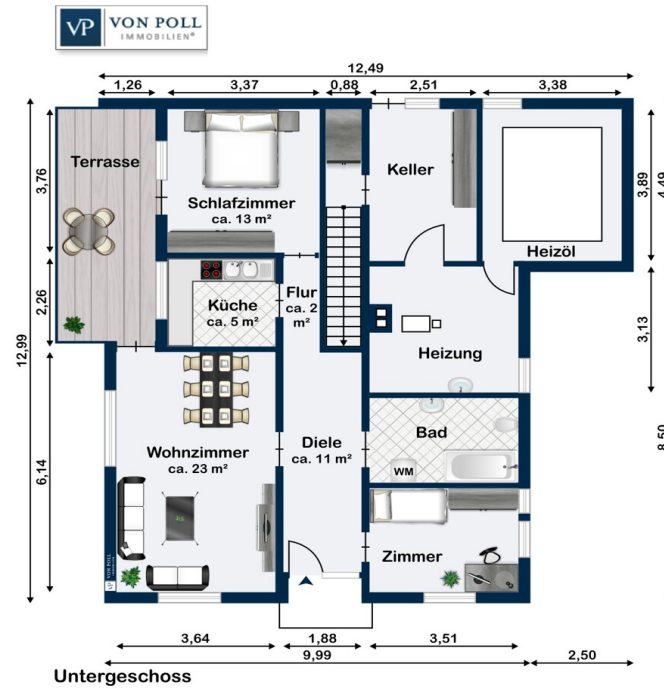 VP VON POLL
IMMOBILIEN®
12,49
1,26 3,37 0,88 2,51 3,38
Terrasse
Keller
3,76
3,89
4,49
Schlafzimmer
ca. 13 m²
Heizöl
Küche
ca. 5 m²
Flur
ca. 2
m²
2,26
12,99
Heizung
3,13
Wohnzimmer
ca. 23 m²
Diele
ca. 11 m²
Bad
WM
8,50
6,14
Zimmer
VP VON POLL
3,64 1,88 3,51
9,99 2,50
Untergeschoss